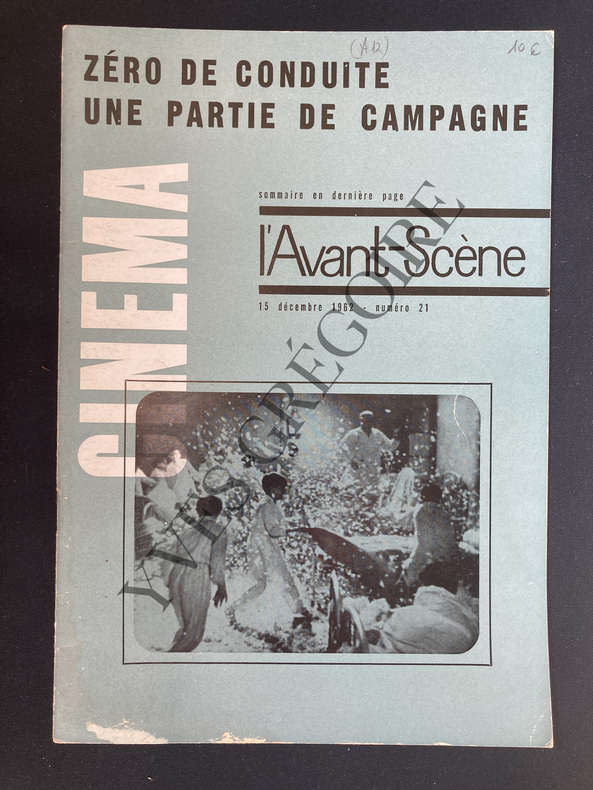 (A12)
10 €
ZÉRO DE CONDUITE
UNE PARTIE DE CAMPAGNE
CINEMA
sommaire en dernière page
l'Avant-Scène
15 décembre 1962 - numéro 21
YVES GRÉGOIRE